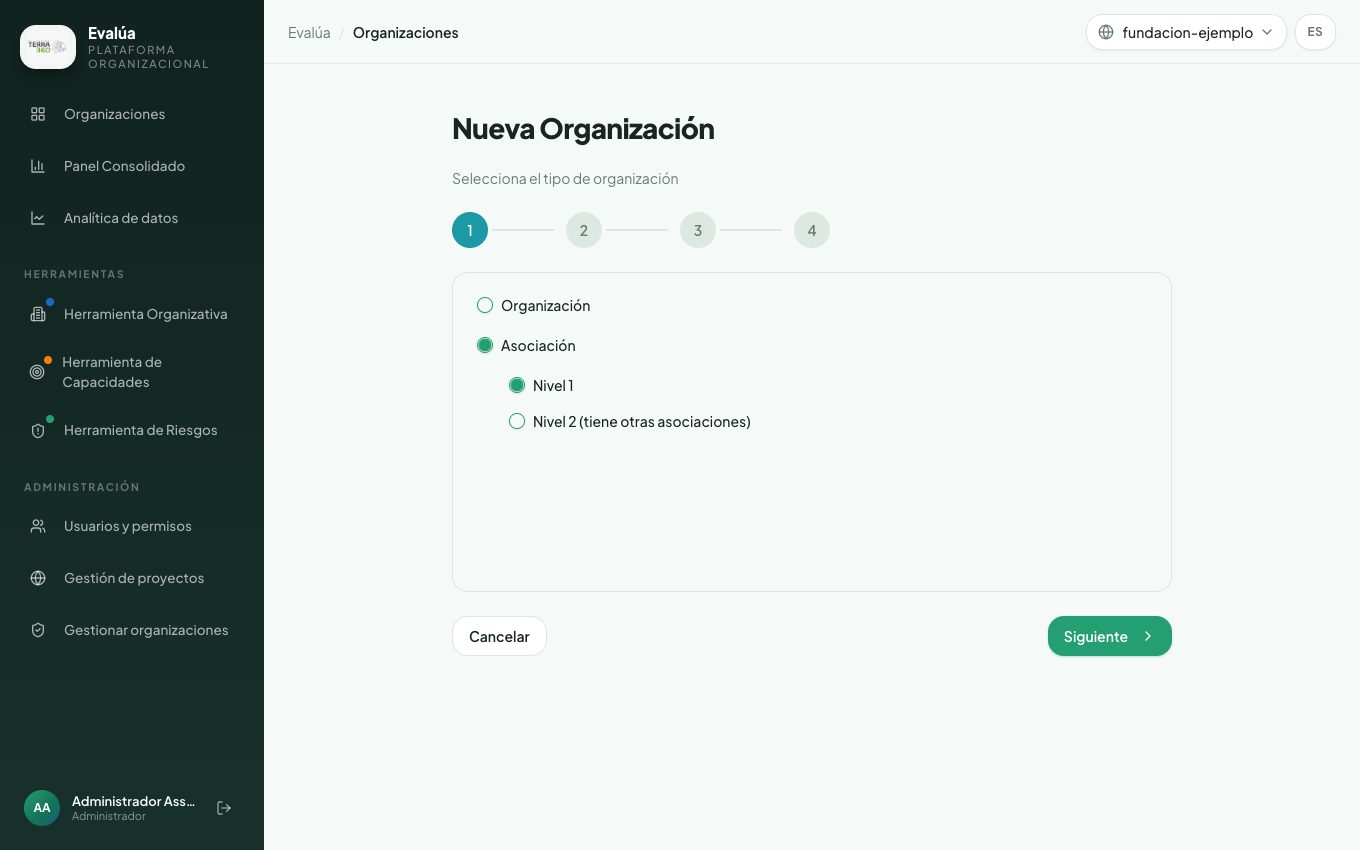 TERRA
360
Evalúa
PLATAFORMA
ORGANIZACIONAL
Organizaciones
Panel Consolidado
Analítica de datos
HERRAMIENTAS
Herramienta Organizativa
Herramienta de
Capacidades
Herramienta de Riesgos
ADMINISTRACIÓN
Usuarios y permisos
Gestión de proyectos
Gestionar organizaciones
AA
Administrador Ass...
Administrador
Evalúa / Organizaciones
fundacion-ejemplo
ES
Nueva Organización
Selecciona el tipo de organización
1 2 3 4
Organización
Asociación
Nivel 1
Nivel 2 (tiene otras asociaciones)
Cancelar
Siguiente